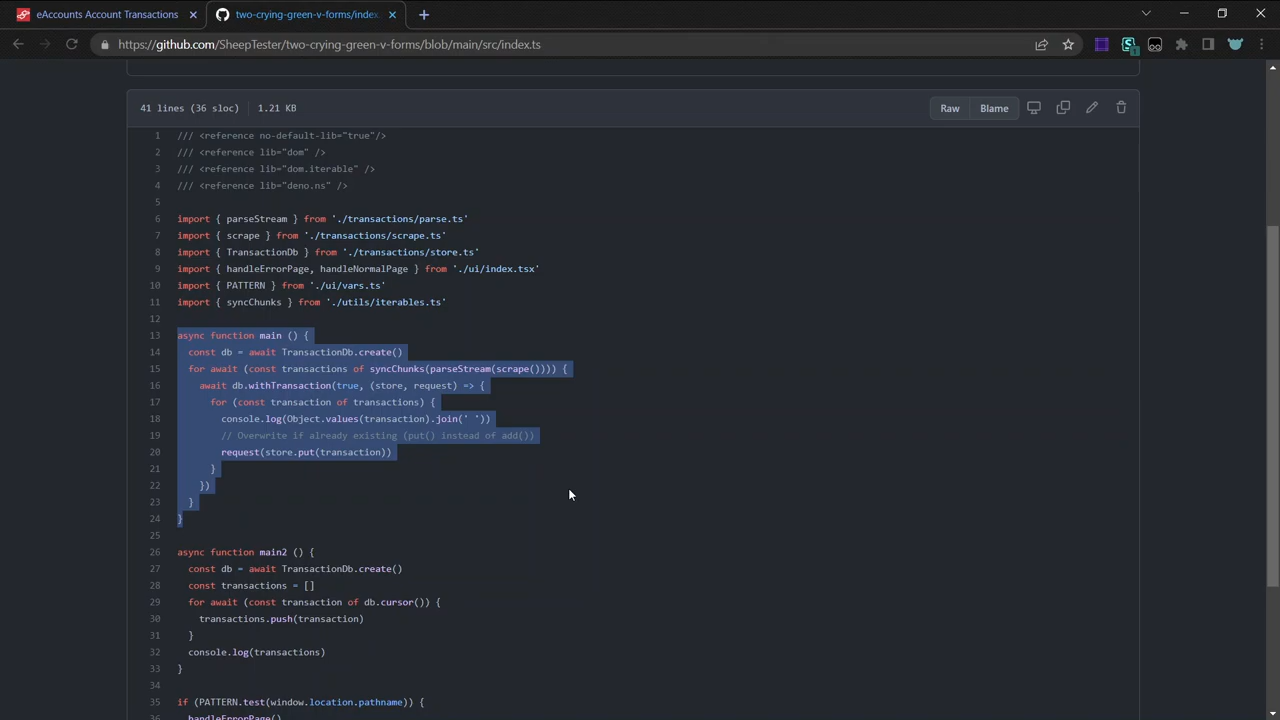 eAccounts Account Transactions
two-crying-green-v-forms/index.
https://github.com/SheepTester/two-crying-green-v-forms/blob/main/src/index.ts
41 lines (36 sloc) 1.21 KB
Raw Blame
1 /// <reference no-default-lib="true"/>
2 /// <reference lib="dom" />
3 /// <reference lib="dom.iterable" />
4 /// <reference lib="deno.ns" />
5
6 import { parseStream } from './transactions/parse.ts'
7 import { scrape } from './transactions/scrape.ts'
8 import { TransactionDb } from './transactions/store.ts'
9 import { handleErrorPage, handleNormalPage } from './ui/index.tsx'
10 import { PATTERN } from './ui/vars.ts'
11 import { syncChunks } from './utils/iterables.ts'
12
13 async function main () {
14 const db = await TransactionDb.create()
15 for await (const transactions of syncChunks(parseStream(scrape()))) {
16 await db.withTransaction(true, (store, request) => {
17 for (const transaction of transactions) {
18 console.log(Object.values(transaction).join(' '))
19 // Overwrite if already existing (put() instead of add())
20 request(store.put(transaction))
21 }
22 })
23 }
24 }
25
26 async function main2 () {
27 const db = await TransactionDb.create()
28 const transactions = []
29 for await (const transaction of db.cursor()) {
30 transactions.push(transaction)
31 }
32 console.log(transactions)
33 }
34
35 if (PATTERN.test(window.location.pathname)) {
36 handleErrorPage()